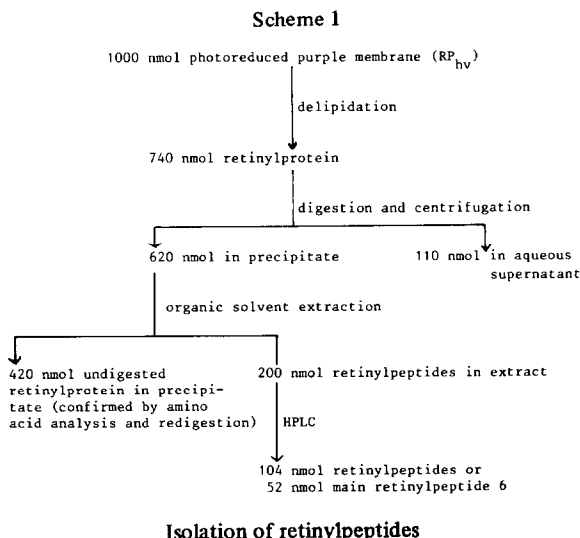 Scheme 1
1000 nmol photoreduced purple membrane (RPhν)
delipidation
740 nmol retinylprotein
digestion and centrifugation
620 nmol in precipitate
110 nmol in aqueous
supernatant
organic solvent extraction
420 nmol undigested
retinylprotein in precipi-
tate (confirmed by amino
acid analysis and redigestion)
200 nmol retinylpeptides in extract
HPLC
104 nmol retinylpeptides or
52 nmol main retinylpeptide 6
Isolation of retinylpeptides